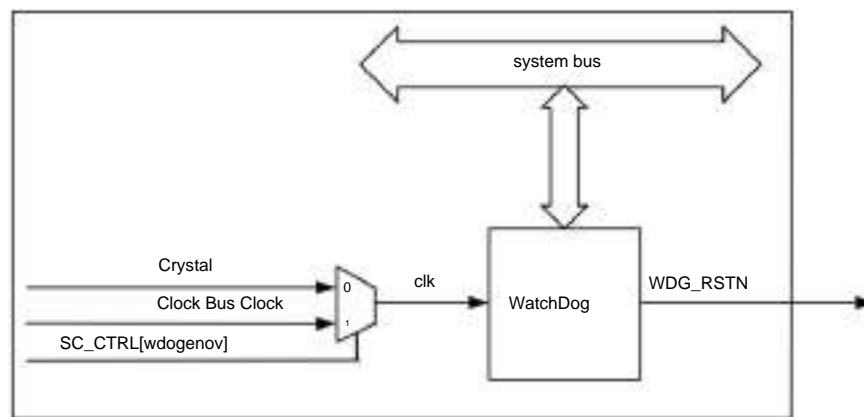 system bus
Crystal
0
clk
WDG_RSTN
Clock Bus Clock
WatchDog
1
SC_CTRL[wdogenov]